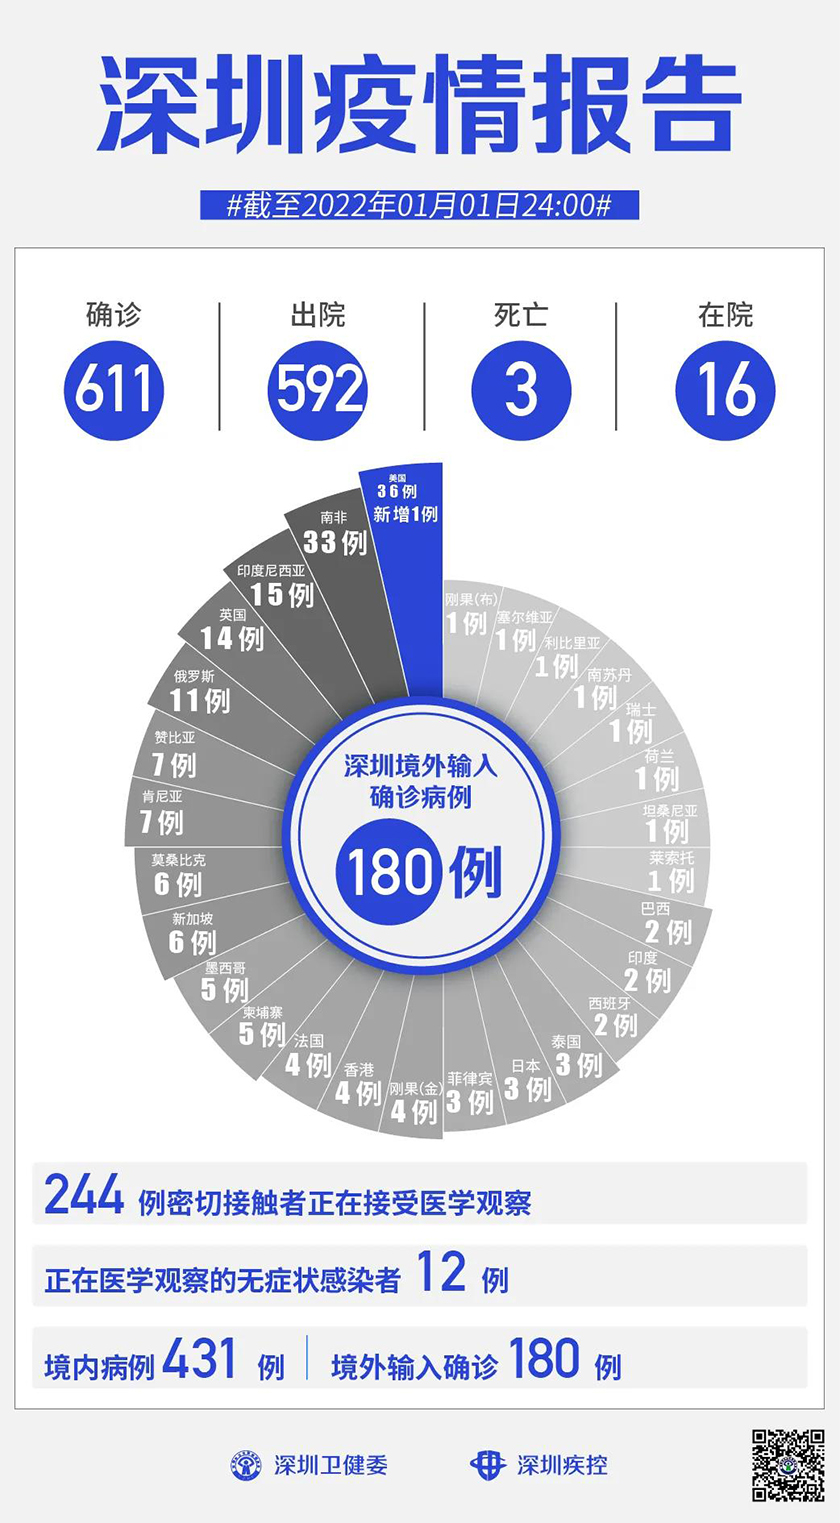 深圳疫情报告
#截至2022年01月01日24:00#
确诊
611
出院
592
死亡
3
在院
16
美国
36例
新增1例
南非
33例
印度尼西亚
15例
英国
14例
俄罗斯
11例
赞比亚
7例
肯尼亚
7例
莫桑比克
6例
新加坡
6例
墨西哥
5例
柬埔寨
5例
法国
4例
香港
4例
刚果(金)
4例
菲律宾
3例
日本
3例
泰国
3例
西班牙
2例
印度
2例
巴西
2例
莱索托
1例
坦桑尼亚
1例
荷兰
1例
瑞士
1例
南苏丹
1例
利比里亚
1例
塞尔维亚
1例
刚果(布)
1例
深圳境外输入
确诊病例
180例
244 例密切接触者正在接受医学观察
正在医学观察的无症状感染者 12 例
境内病例 431 例 境外输入确诊 180 例
深圳卫健委 深圳疾控